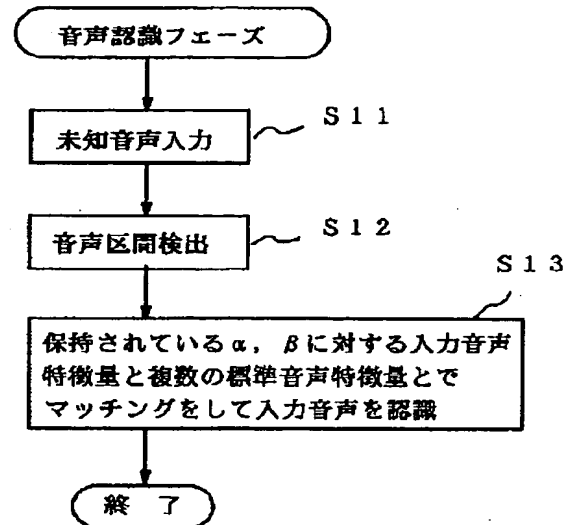 音声認識フェーズ
未知音声入力
S11
音声区間検出
S12
S13
保持されているα，βに対する入力音声
特徴量と複数の標準音声特徴量とで
マッチングをして入力音声を認識
終 了